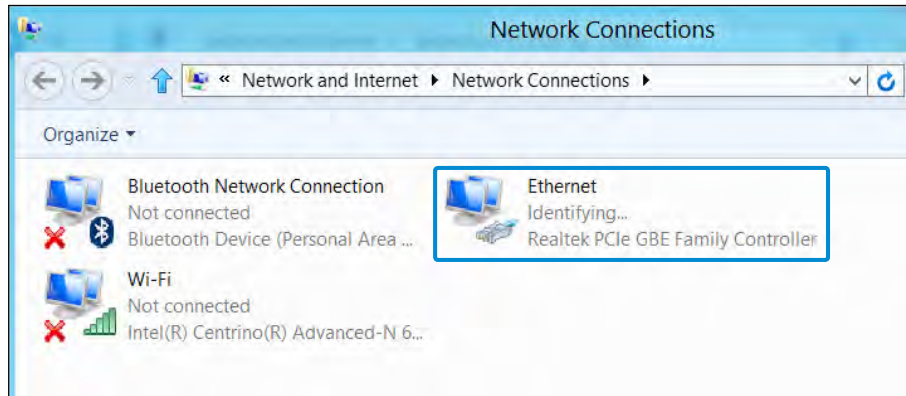 Network Connections
« Network and Internet ▸ Network Connections ▸
Organize ▾
Bluetooth Network Connection
Not connected
Bluetooth Device (Personal Area ...
Ethernet
Identifying...
Realtek PCIe GBE Family Controller
Wi-Fi
Not connected
Intel(R) Centrino(R) Advanced-N 6...